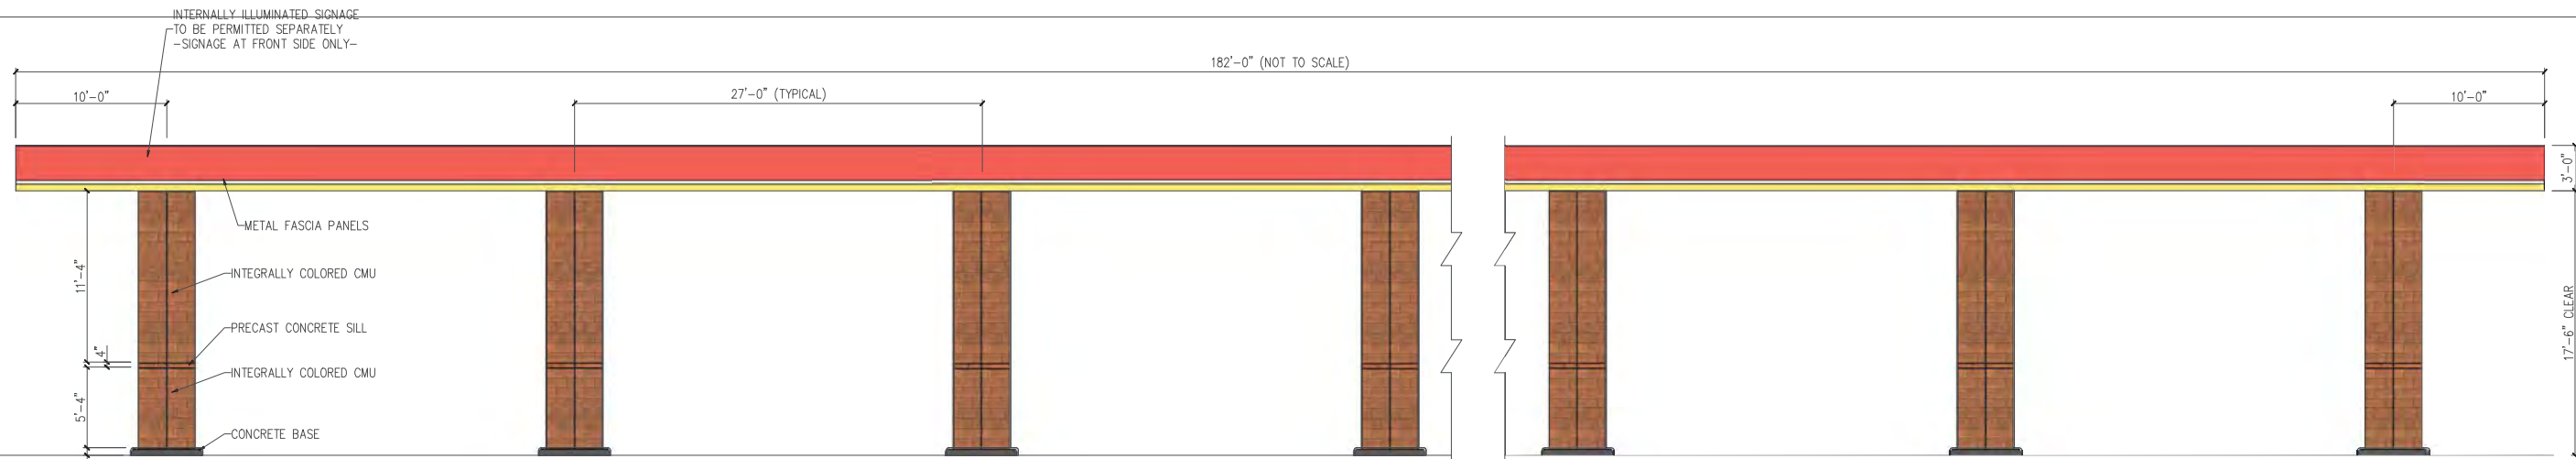 INTERNALLY ILLUMINATED SIGNAGE
TO BE PERMITTED SEPARATELY
-SIGNAGE AT FRONT SIDE ONLY-
182'-0" (NOT TO SCALE)
10'-0"
27'-0" (TYPICAL)
10'-0"
3'-0"
METAL FASCIA PANELS
11'-4"
INTEGRALLY COLORED CMU
17'-6" CLEAR
PRECAST CONCRETE SILL
4"
INTEGRALLY COLORED CMU
5'-4"
CONCRETE BASE